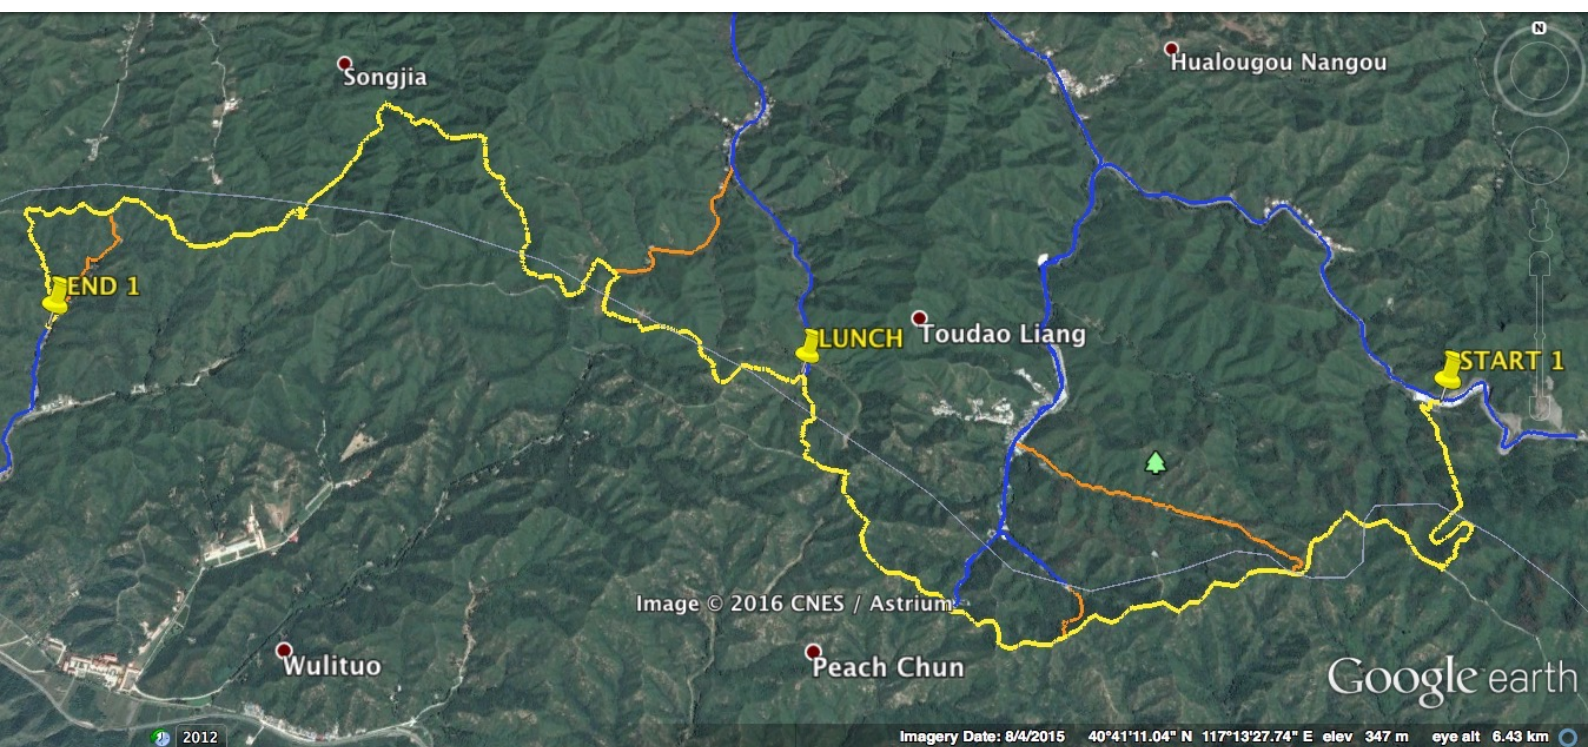 N
Songjia
Hualougou Nangou
END 1
LUNCH
Toudao Liang
START 1
Image © 2016 CNES / Astrium
Wulituo
Peach Chun
Google earth
2012
Imagery Date: 8/4/2015 40°41'11.04" N 117°13'27.74" E elev 347 m eye alt 6.43 km